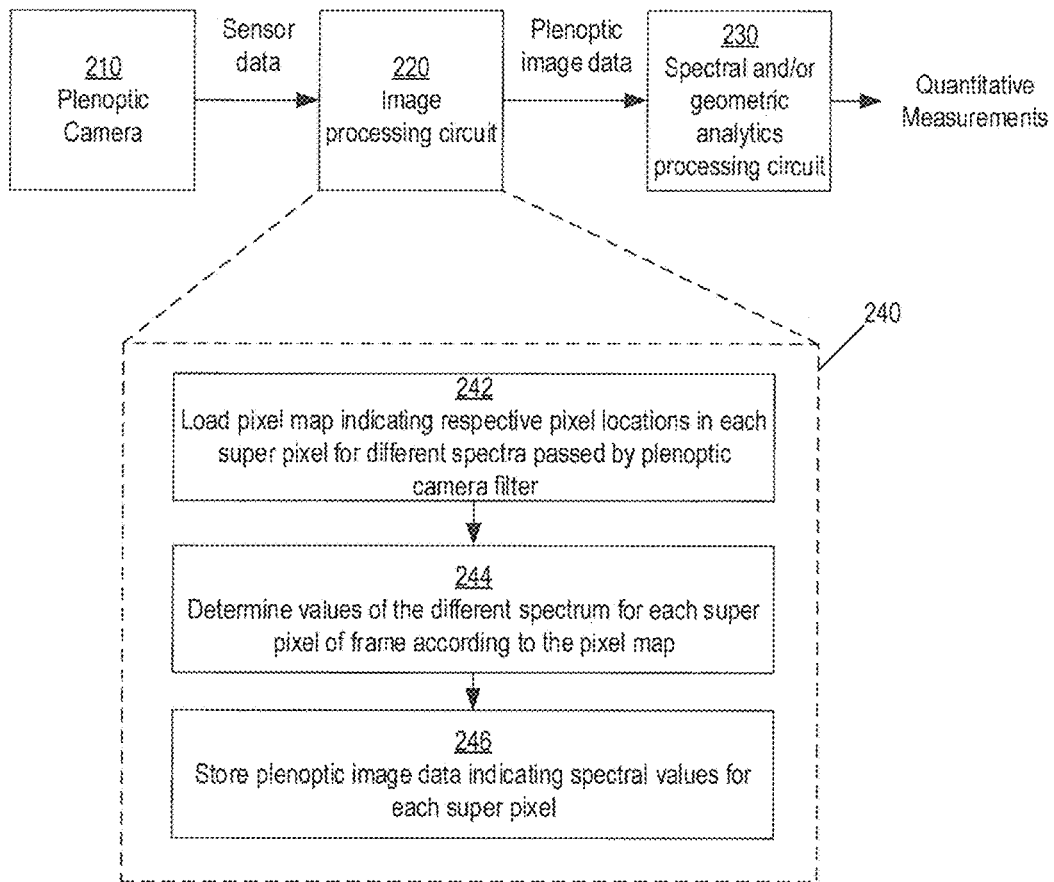 210
Plenoptic
Camera
Sensor
data
220
Image
processing circuit
Plenoptic
image data
230
Spectral and/or
geometric
analytics
processing circuit
Quantitative
Measurements
240
242
Load pixel map indicating respective pixel locations in each
super pixel for different spectra passed by plenoptic
camera filter
244
Determine values of the different spectrum for each super
pixel of frame according to the pixel map
246
Store plenoptic image data indicating spectral values for
each super pixel